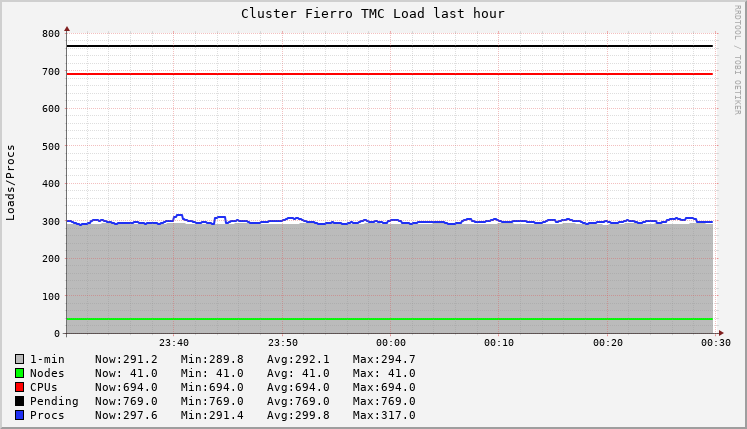 Cluster Fierro TMC Load last hour
RRDTOOL / TOBI OETIKER
Loads/Procs
800
700
600
500
400
300
200
100
0
23:40 23:50 00:00 00:10 00:20 00:30
1-min Now:291.2 Min:289.8 Avg:292.1 Max:294.7
Nodes Now: 41.0 Min: 41.0 Avg: 41.0 Max: 41.0
CPUs Now:694.0 Min:694.0 Avg:694.0 Max:694.0
Pending Now:769.0 Min:769.0 Avg:769.0 Max:769.0
Procs Now:297.6 Min:291.4 Avg:299.8 Max:317.0